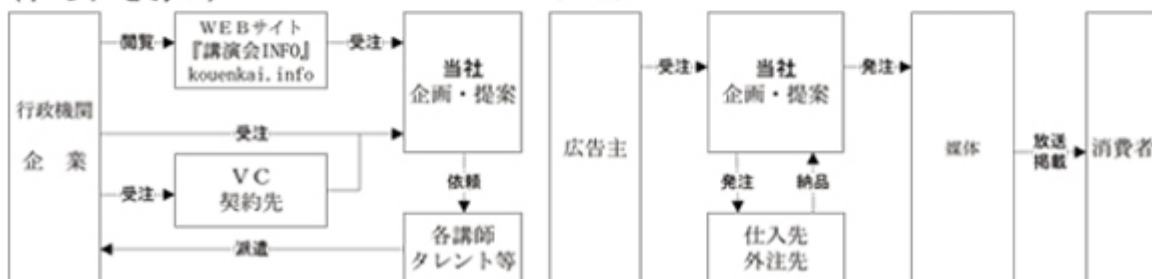 行政機関
企　業
閲覧
ＷＥＢサイト
『講演会INFO』
kouenkai.info
受注
当社
企画・提案
受注
受注
ＶＣ
契約先
依頼
各講師
タレント等
派遣
広告主
受注
当社
企画・提案
発注
納品
仕入先
外注先
発注
媒体
放送
掲載
消費者